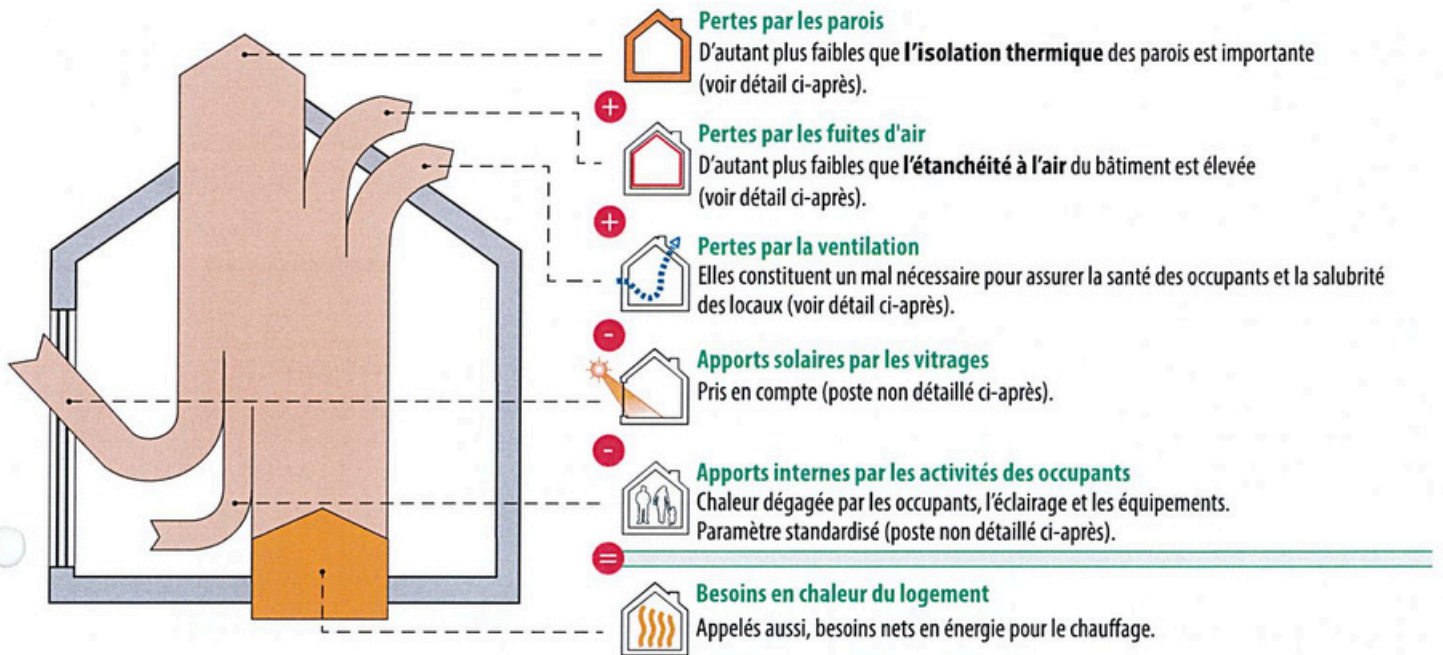 Pertes par les parois
D'autant plus faibles que l'isolation thermique des parois est importante
(voir détail ci-après).
+
Pertes par les fuites d'air
D'autant plus faibles que l'étanchéité à l'air du bâtiment est élevée
(voir détail ci-après).
+
Pertes par la ventilation
Elles constituent un mal nécessaire pour assurer la santé des occupants et la salubrité
des locaux (voir détail ci-après).
-
Apports solaires par les vitrages
Pris en compte (poste non détaillé ci-après).
-
Apports internes par les activités des occupants
Chaleur dégagée par les occupants, l'éclairage et les équipements.
Paramètre standardisé (poste non détaillé ci-après).
=
Besoins en chaleur du logement
Appelés aussi, besoins nets en énergie pour le chauffage.